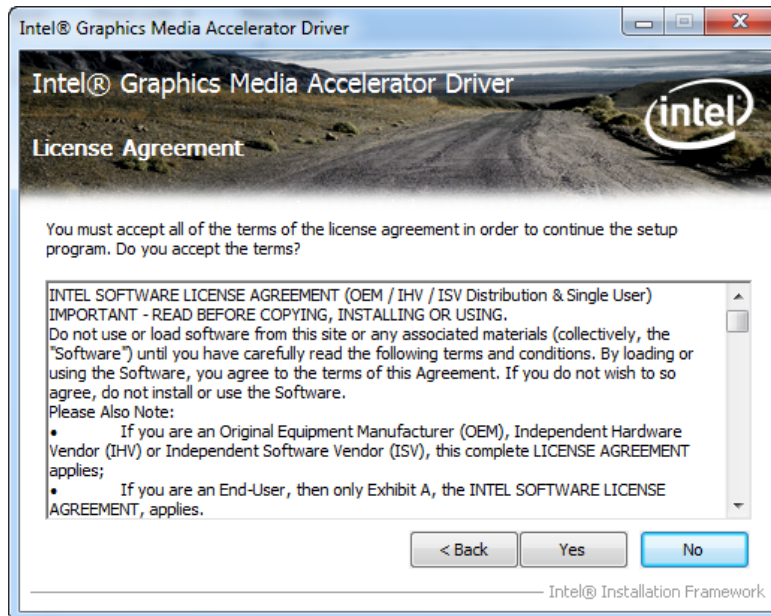 Intel® Graphics Media Accelerator Driver
Intel® Graphics Media Accelerator Driver
intel®
License Agreement
You must accept all of the terms of the license agreement in order to continue the setup
program. Do you accept the terms?
INTEL SOFTWARE LICENSE AGREEMENT (OEM / IHV / ISV Distribution & Single User)
IMPORTANT - READ BEFORE COPYING, INSTALLING OR USING.
Do not use or load software from this site or any associated materials (collectively, the
"Software") until you have carefully read the following terms and conditions. By loading or
using the Software, you agree to the terms of this Agreement. If you do not wish to so
agree, do not install or use the Software.
Please Also Note:
• If you are an Original Equipment Manufacturer (OEM), Independent Hardware
Vendor (IHV) or Independent Software Vendor (ISV), this complete LICENSE AGREEMENT
applies;
• If you are an End-User, then only Exhibit A, the INTEL SOFTWARE LICENSE
AGREEMENT, applies.
< Back Yes No
Intel® Installation Framework